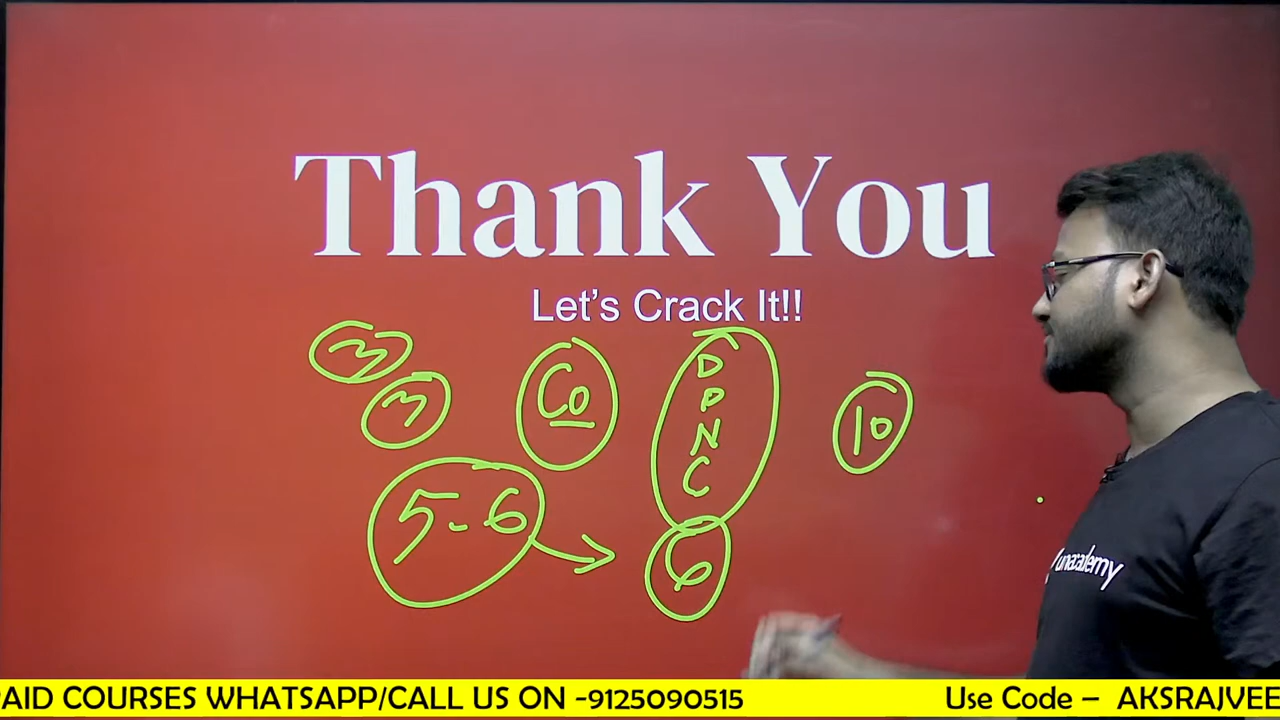 Thank You
Let's Crack It!!
3
3
Co
D
P
N
C
10
5-6
6
unacademy
PAID COURSES WHATSAPP/CALL US ON -9125090515
Use Code – AKSRAJVEE